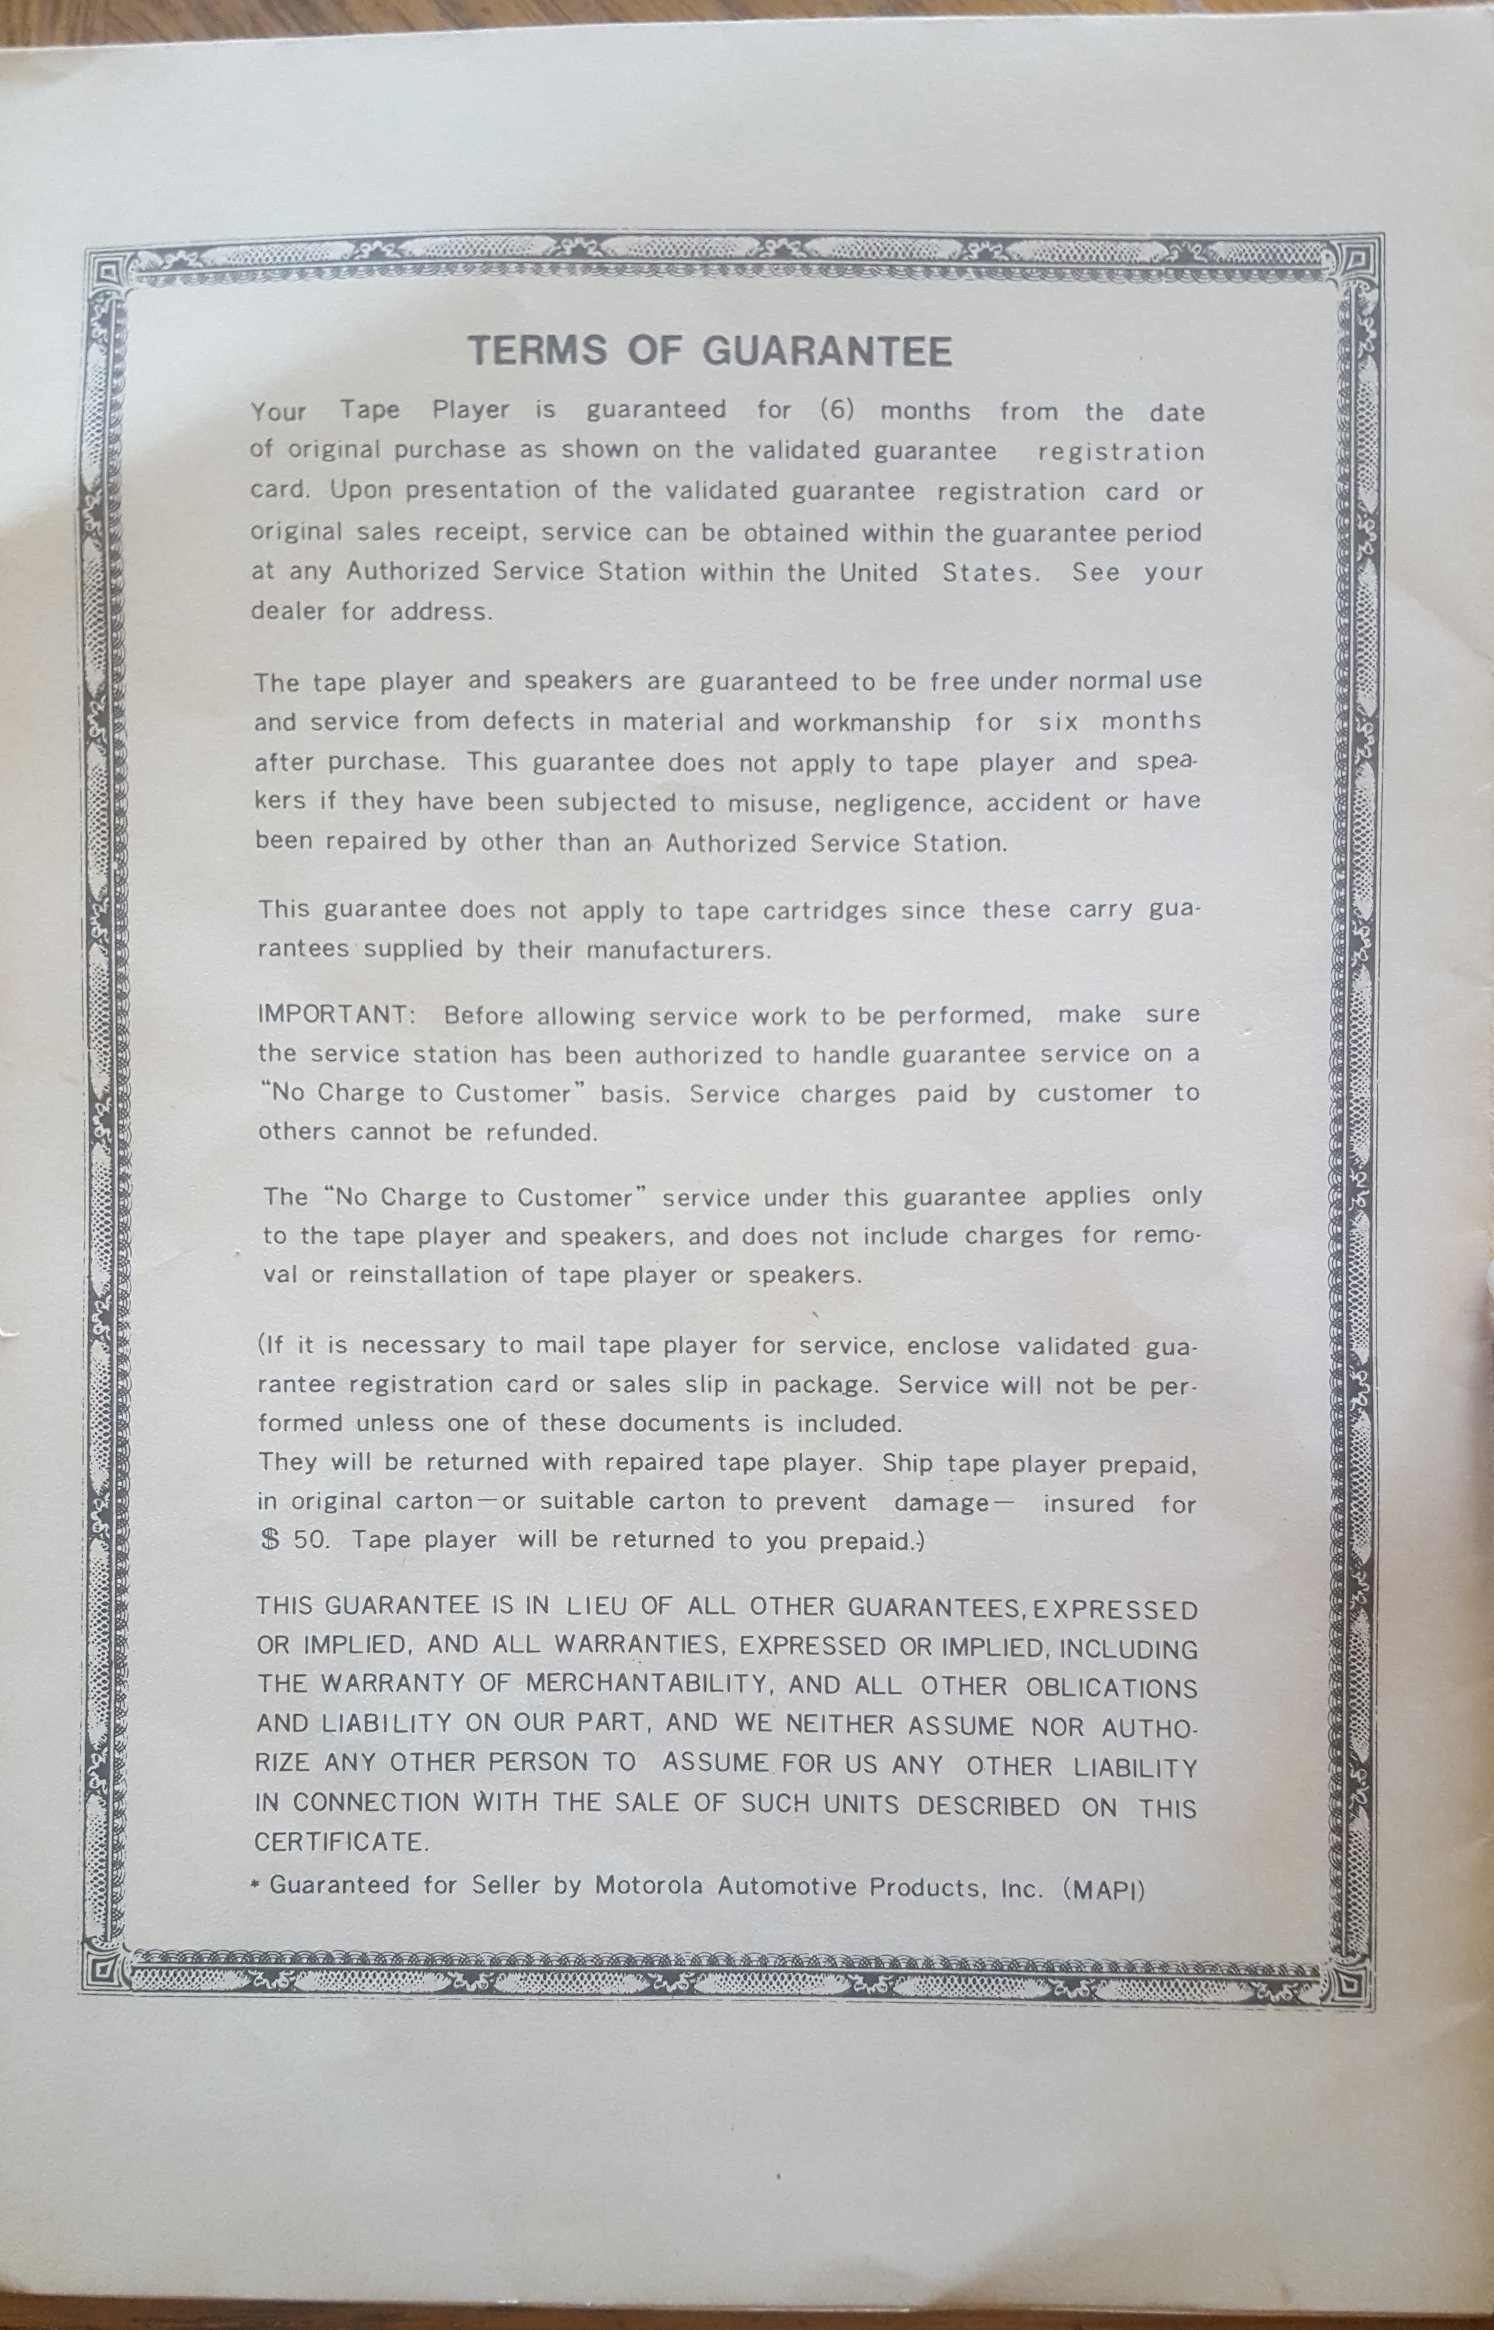 TERMS OF GUARANTEE
Your Tape Player is guaranteed for (6) months from the date
of original purchase as shown on the validated guarantee registration
card. Upon presentation of the validated guarantee registration card or
original sales receipt, service can be obtained within the guarantee period
at any Authorized Service Station within the United States. See your
dealer for address.
The tape player and speakers are guaranteed to be free under normal use
and service from defects in material and workmanship for six months
after purchase. This guarantee does not apply to tape player and spea-
kers if they have been subjected to misuse, negligence, accident or have
been repaired by other than an Authorized Service Station.
This guarantee does not apply to tape cartridges since these carry gua-
rantees supplied by their manufacturers.
IMPORTANT: Before allowing service work to be performed, make sure
the service station has been authorized to handle guarantee service on a
“No Charge to Customer” basis. Service charges paid by customer to
others cannot be refunded.
The “No Charge to Customer” service under this guarantee applies only
to the tape player and speakers, and does not include charges for remo-
val or reinstallation of tape player or speakers.
(If it is necessary to mail tape player for service, enclose validated gua-
rantee registration card or sales slip in package. Service will not be per-
formed unless one of these documents is included.
They will be returned with repaired tape player. Ship tape player prepaid,
in original carton—or suitable carton to prevent damage— insured for
$ 50. Tape player will be returned to you prepaid.)
THIS GUARANTEE IS IN LIEU OF ALL OTHER GUARANTEES, EXPRESSED
OR IMPLIED, AND ALL WARRANTIES, EXPRESSED OR IMPLIED, INCLUDING
THE WARRANTY OF MERCHANTABILITY, AND ALL OTHER OBLICATIONS
AND LIABILITY ON OUR PART, AND WE NEITHER ASSUME NOR AUTHO-
RIZE ANY OTHER PERSON TO ASSUME FOR US ANY OTHER LIABILITY
IN CONNECTION WITH THE SALE OF SUCH UNITS DESCRIBED ON THIS
CERTIFICATE.
* Guaranteed for Seller by Motorola Automotive Products, Inc. (MAPI)